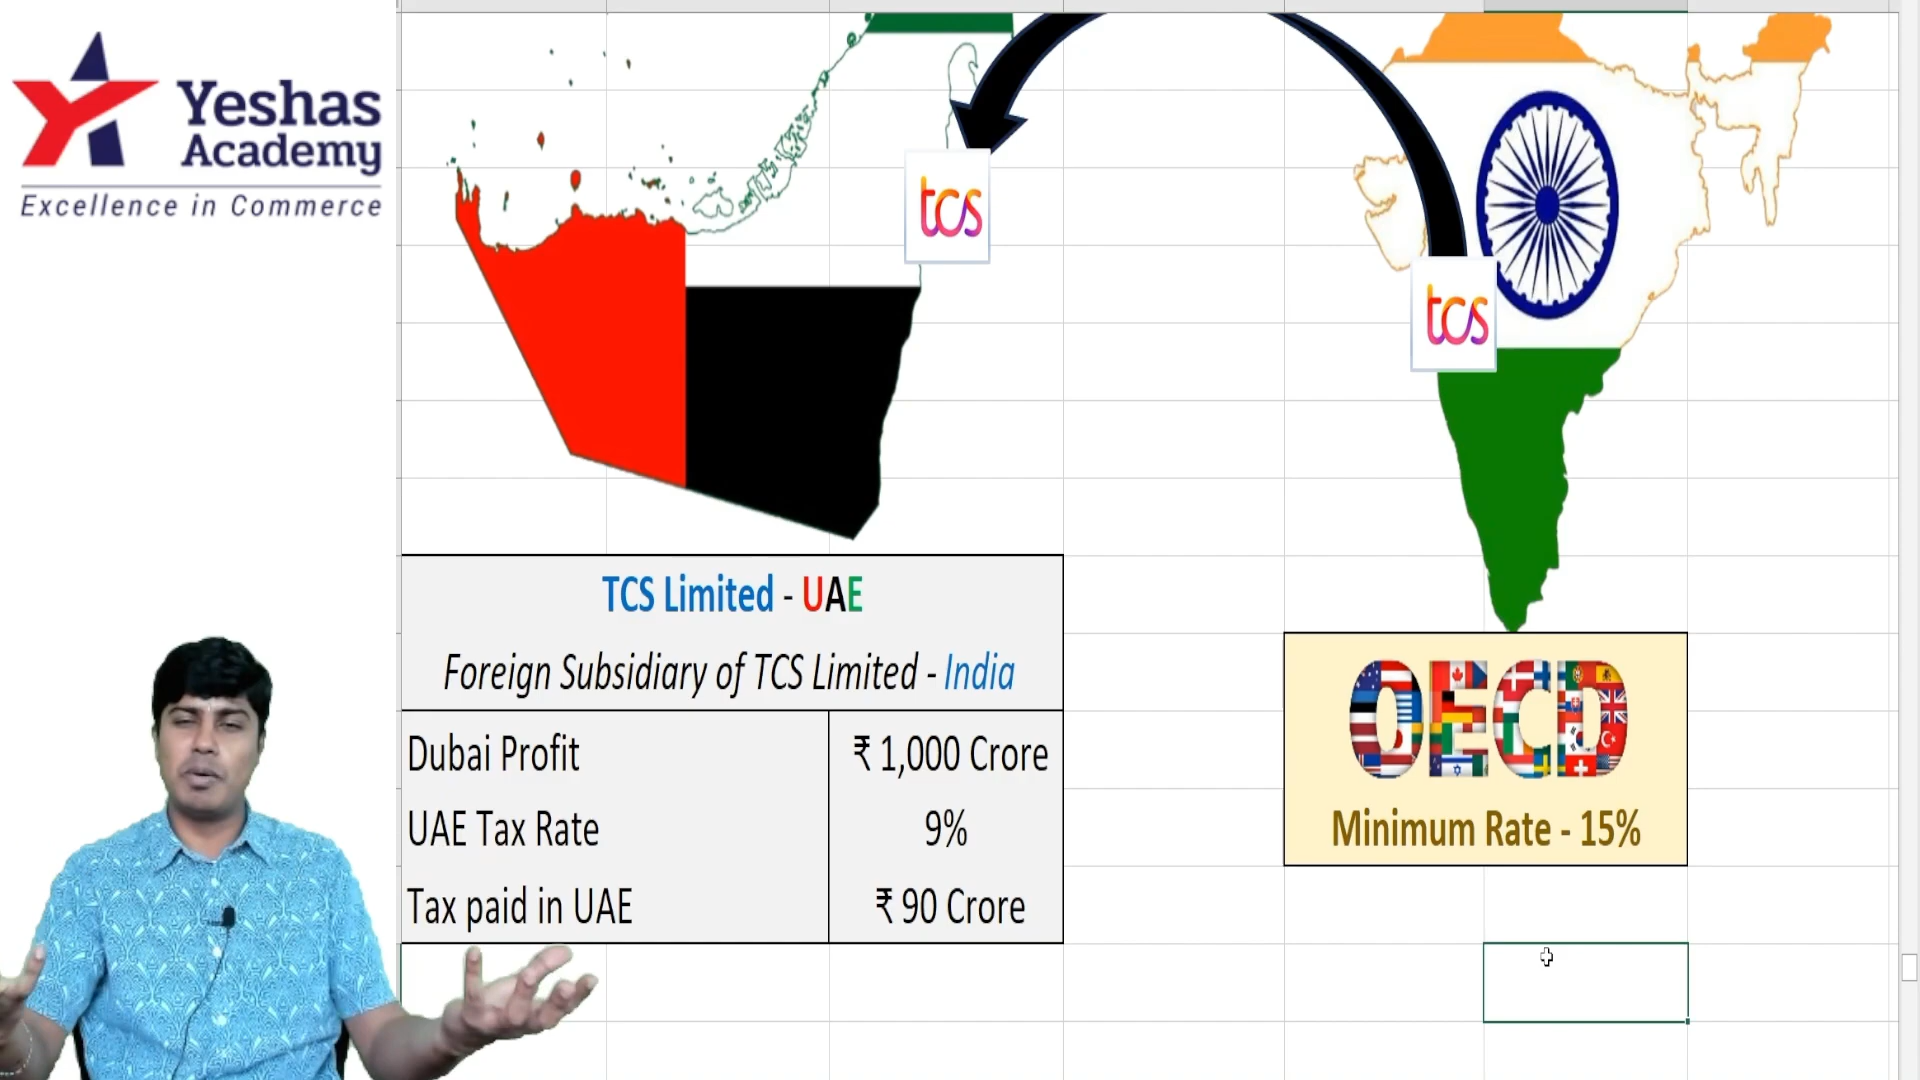 Yeshas
Academy
Excellence in Commerce
tcs
tcs
TCS Limited - UAE
Foreign Subsidiary of TCS Limited - India
Dubai Profit ₹ 1,000 Crore
UAE Tax Rate 9%
Tax paid in UAE ₹ 90 Crore
OECD
Minimum Rate - 15%